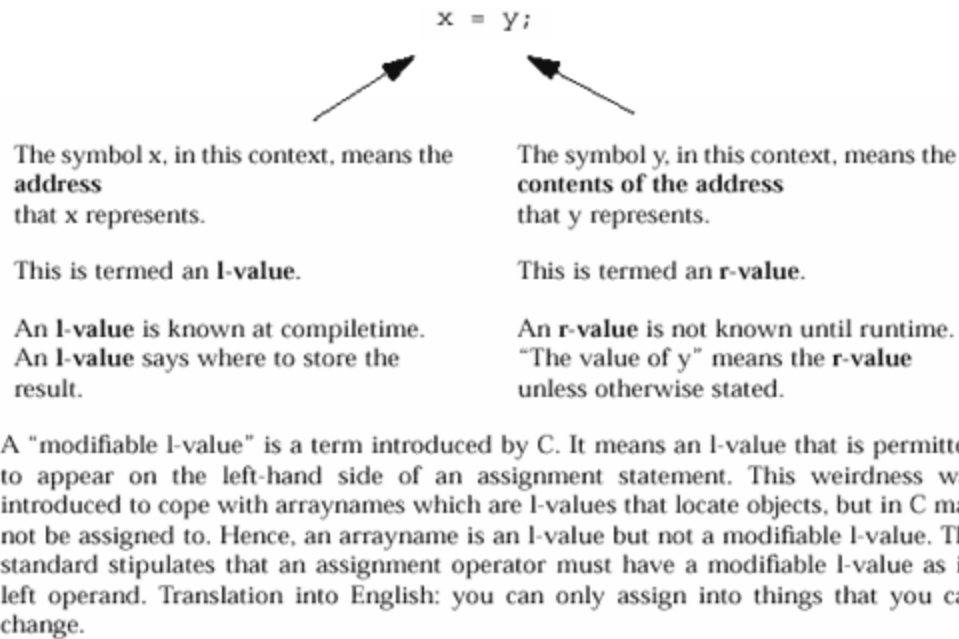 x = y;
The symbol x, in this context, means the
address
that x represents.
This is termed an l-value.
An l-value is known at compiletime.
An l-value says where to store the
result.
The symbol y, in this context, means the
contents of the address
that y represents.
This is termed an r-value.
An r-value is not known until runtime.
"The value of y" means the r-value
unless otherwise stated.
A "modifiable l-value" is a term introduced by C. It means an l-value that is permitte
to appear on the left-hand side of an assignment statement. This weirdness
introduced to cope with arraynames which are l-values that locate objects, but in C ma
not be assigned to. Hence, an arrayname is an l-value but not a modifiable l-value.
standard stipulates that an assignment operator must have a modifiable l-value as
left operand. Translation into English: you can only assign into things that you ca
change.